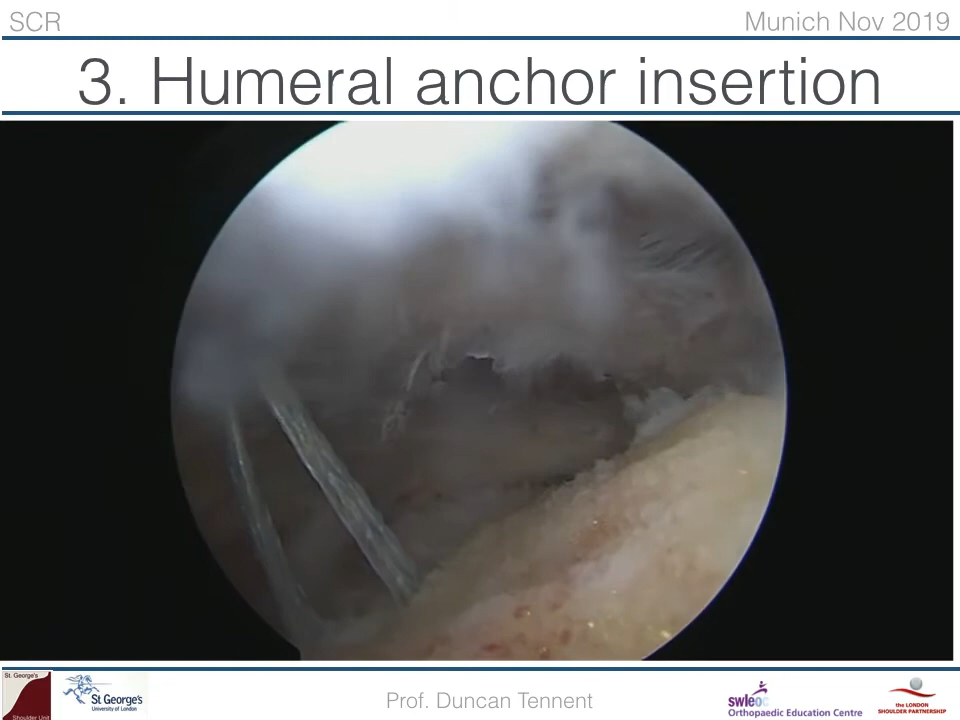 SCR
Munich Nov 2019
3. Humeral anchor insertion
St. George's
Shoulder Unit
St George's
University of London
Prof. Duncan Tennent
swleoc
Orthopaedic Education Centre
the LONDON
SHOULDER PARTNERSHIP